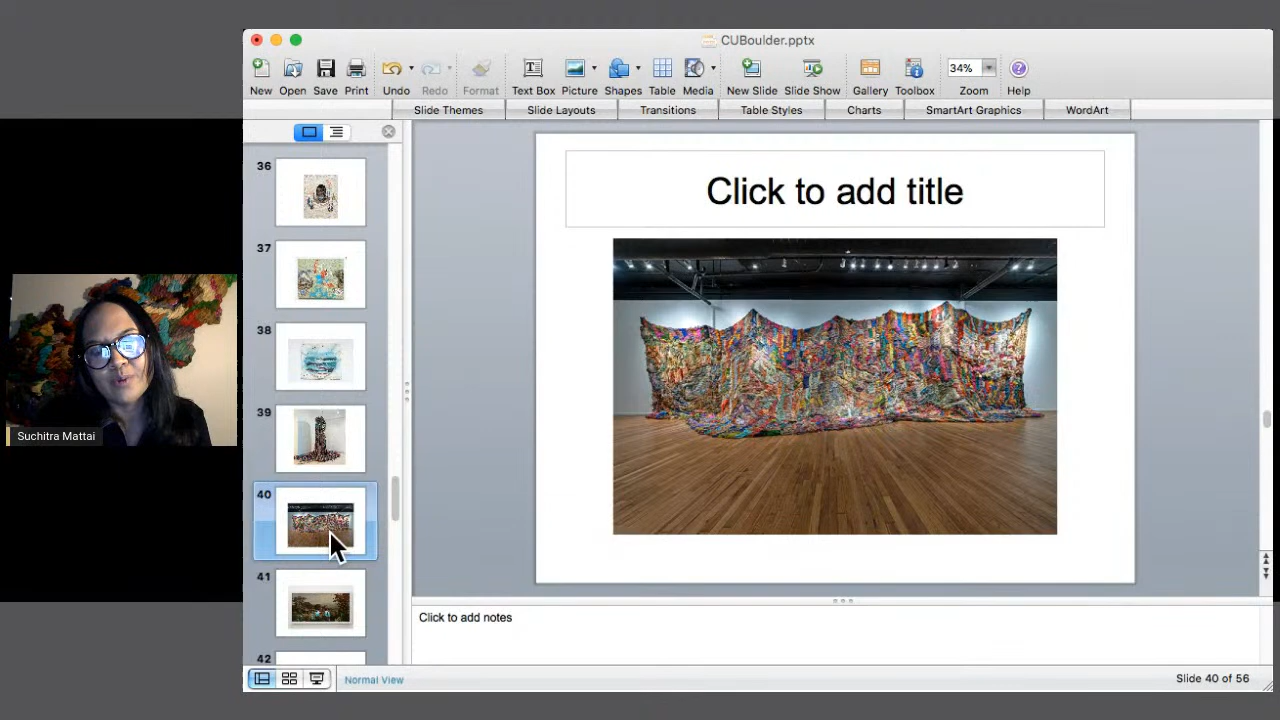 CUBoulder.pptx
New Open Save Print Undo Redo Format Text Box Picture Shapes Table Media New Slide Slide Show Gallery Toolbox 34% Zoom Help
Slide Themes Slide Layouts Transitions Table Styles Charts SmartArt Graphics WordArt
36
37
38
39
40
41
42
Click to add title
Suchitra Mattai
Click to add notes
Normal View
Slide 40 of 56